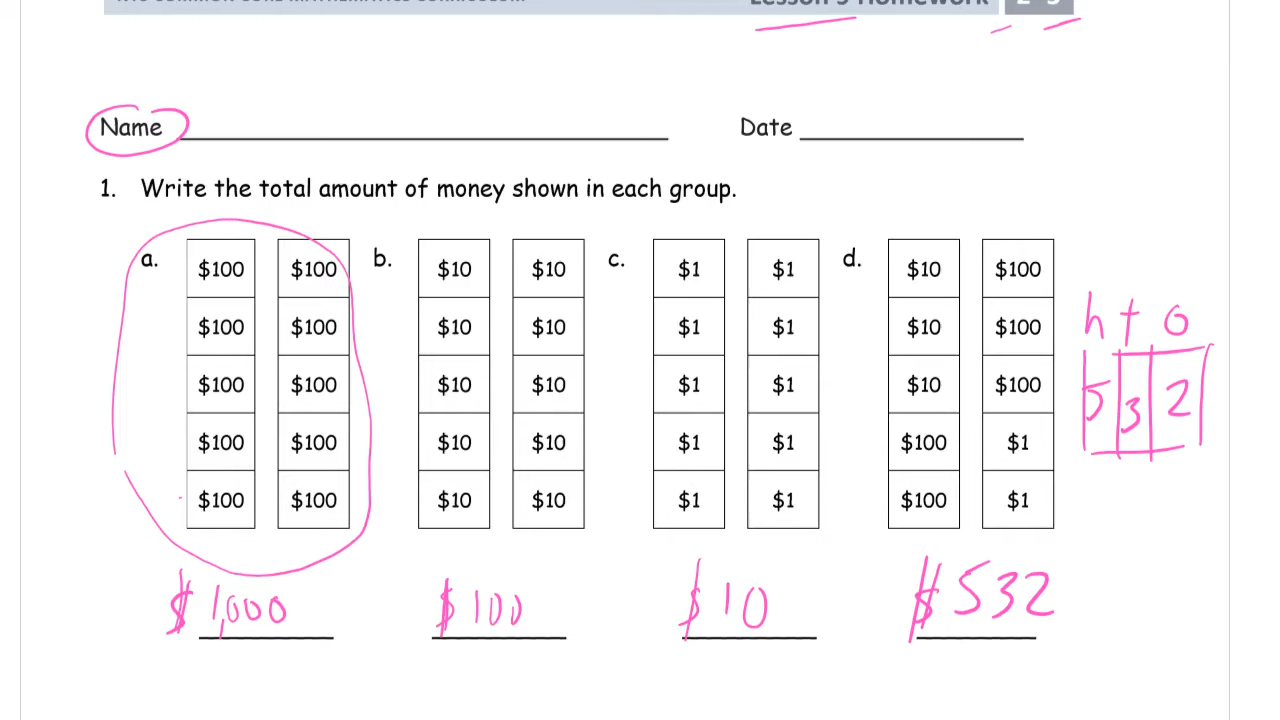 Lesson 9 Homework
Name Date
1. Write the total amount of money shown in each group.
a. $100 $100 b. $10 $10 c. $1 $1 d. $10 $100
h t o
$100 $100 $10 $10 $1 $1 $10 $100
$100 $100 $10 $10 $1 $1 $10 $100
5 3 2
$100 $100 $10 $10 $1 $1 $100 $1
$100 $100 $10 $10 $1 $1 $100 $1
$1,000 $100 $10 $532